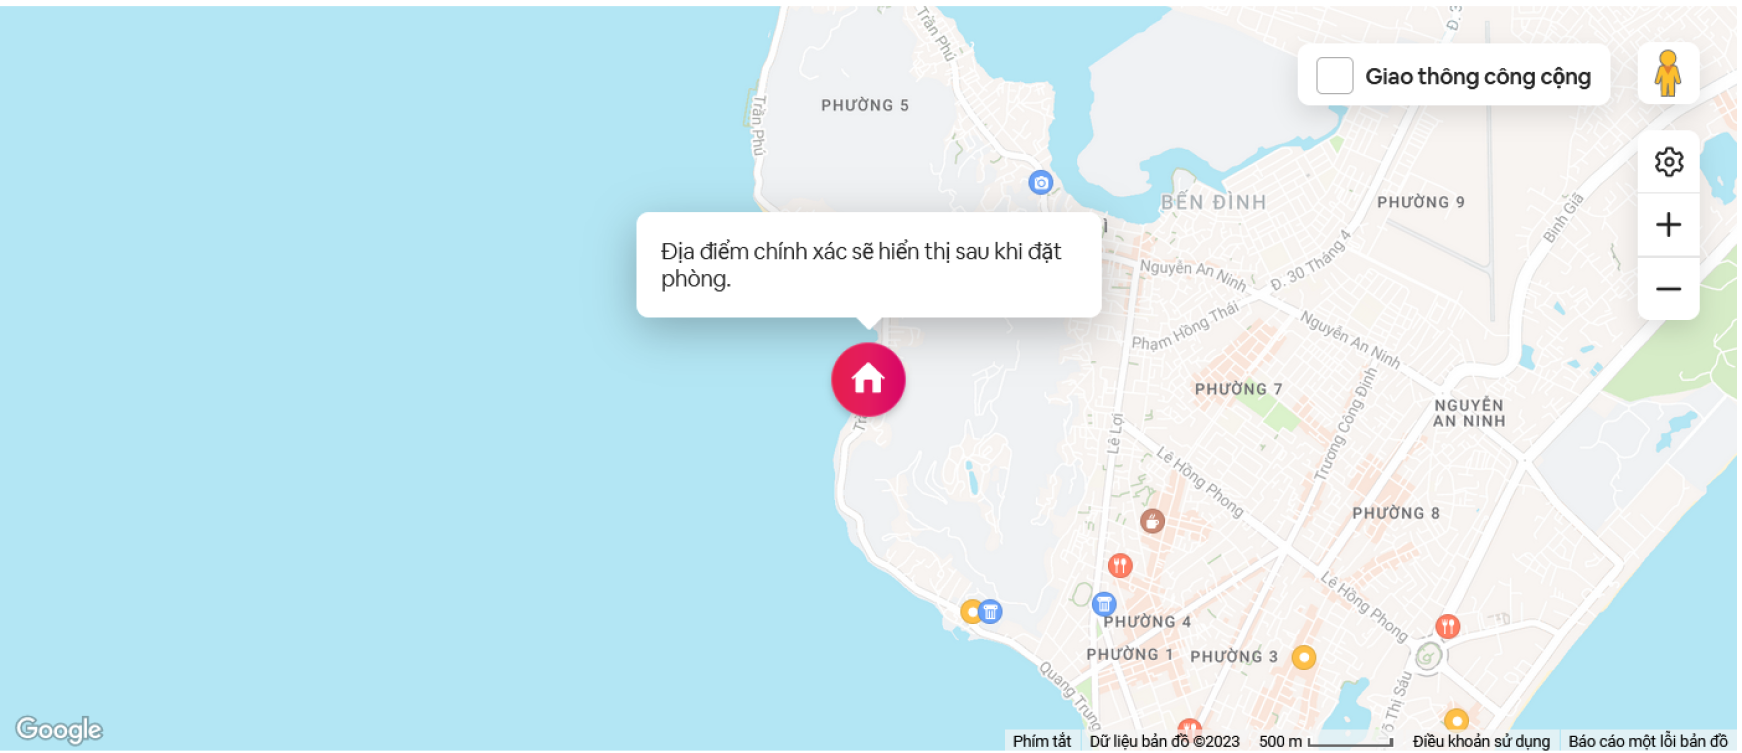 Trần Phú
Đ. 3
Giao thông công cộng
PHƯỜNG 5
Trần Phú
BẾN ĐÌNH
PHƯỜNG 9
Bình Giã
Địa điểm chính xác sẽ hiển thị sau khi đặt
phòng.
Nguyễn An Ninh
Đ. 30 Tháng 4
Phạm Hồng Thái
Nguyễn An Ninh
PHƯỜNG 7
NGUYỄN
AN NINH
Trương Công Định
Lê Lợi
Lê Hồng Phong
PHƯỜNG 8
Lê Hồng Phong
PHƯỜNG 4
PHƯỜNG 1
PHƯỜNG 3
Quang Trung
Võ Thị Sáu
Google
Phím tắt
Dữ liệu bản đồ ©2023
500 m
Điều khoản sử dụng
Báo cáo một lỗi bản đồ